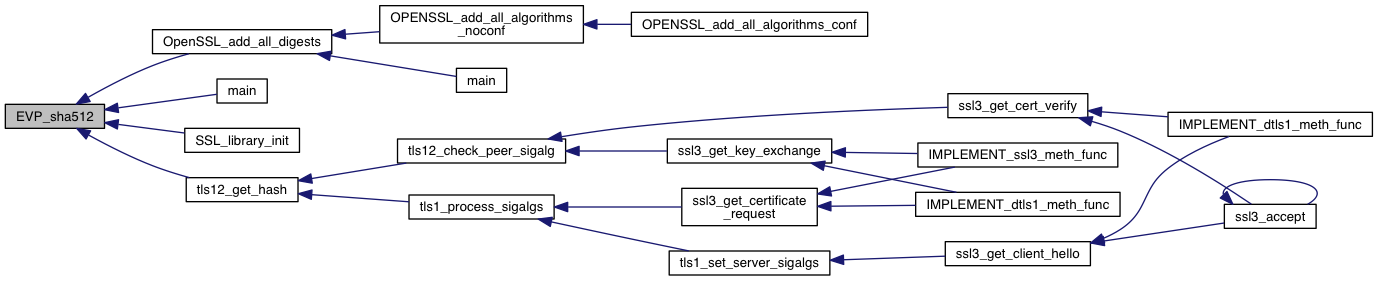 OPENSSL_add_all_algorithms
_noconf
OPENSSL_add_all_algorithms_conf
OpenSSL_add_all_digests
main
main
EVP_sha512
SSL_library_init
tls12_get_hash
tls12_check_peer_sigalg
tls1_process_sigalgs
ssl3_get_key_exchange
ssl3_get_certificate
_request
tls1_set_server_sigalgs
ssl3_get_cert_verify
IMPLEMENT_ssl3_meth_func
IMPLEMENT_dtls1_meth_func
ssl3_get_client_hello
IMPLEMENT_dtls1_meth_func
ssl3_accept